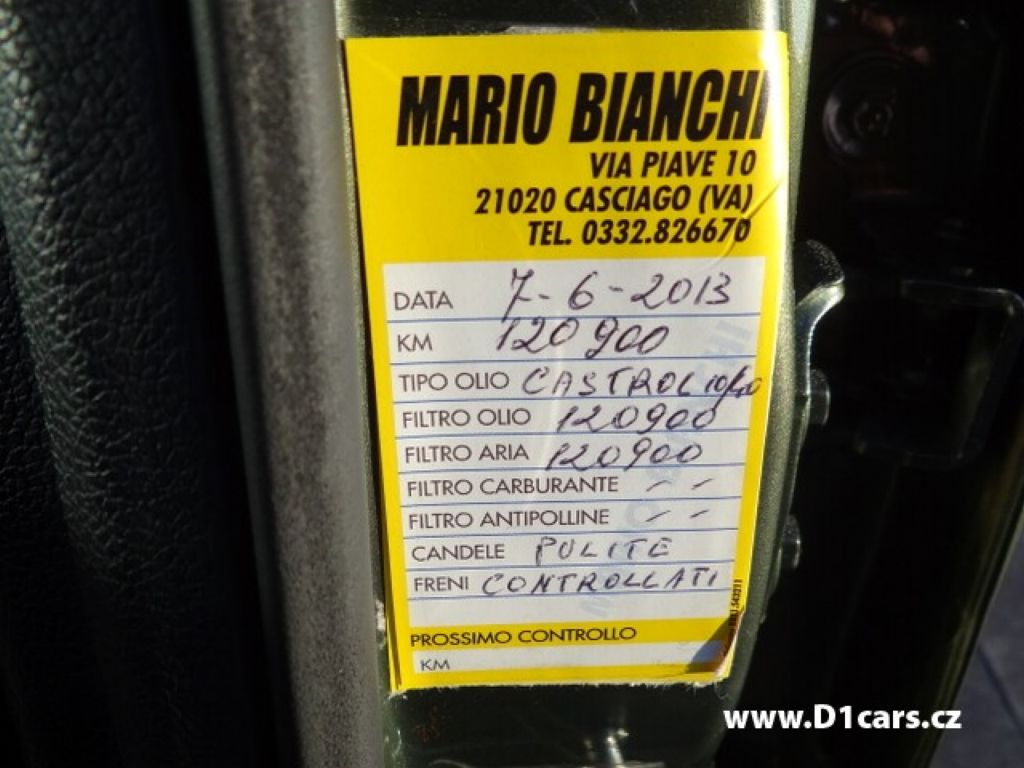 MARIO BIANCHI
VIA PIAVE 10
21020 CASCIAGO (VA)
TEL. 0332.826670
DATA 7-6-2013
KM 120900
TIPO OLIO CASTROL 10/40
FILTRO OLIO 120900
FILTRO ARIA 120900
FILTRO CARBURANTE - -
FILTRO ANTIPOLLINE - -
CANDELE PULITE
FRENI CONTROLLATI
PROSSIMO CONTROLLO
KM
www.D1cars.cz